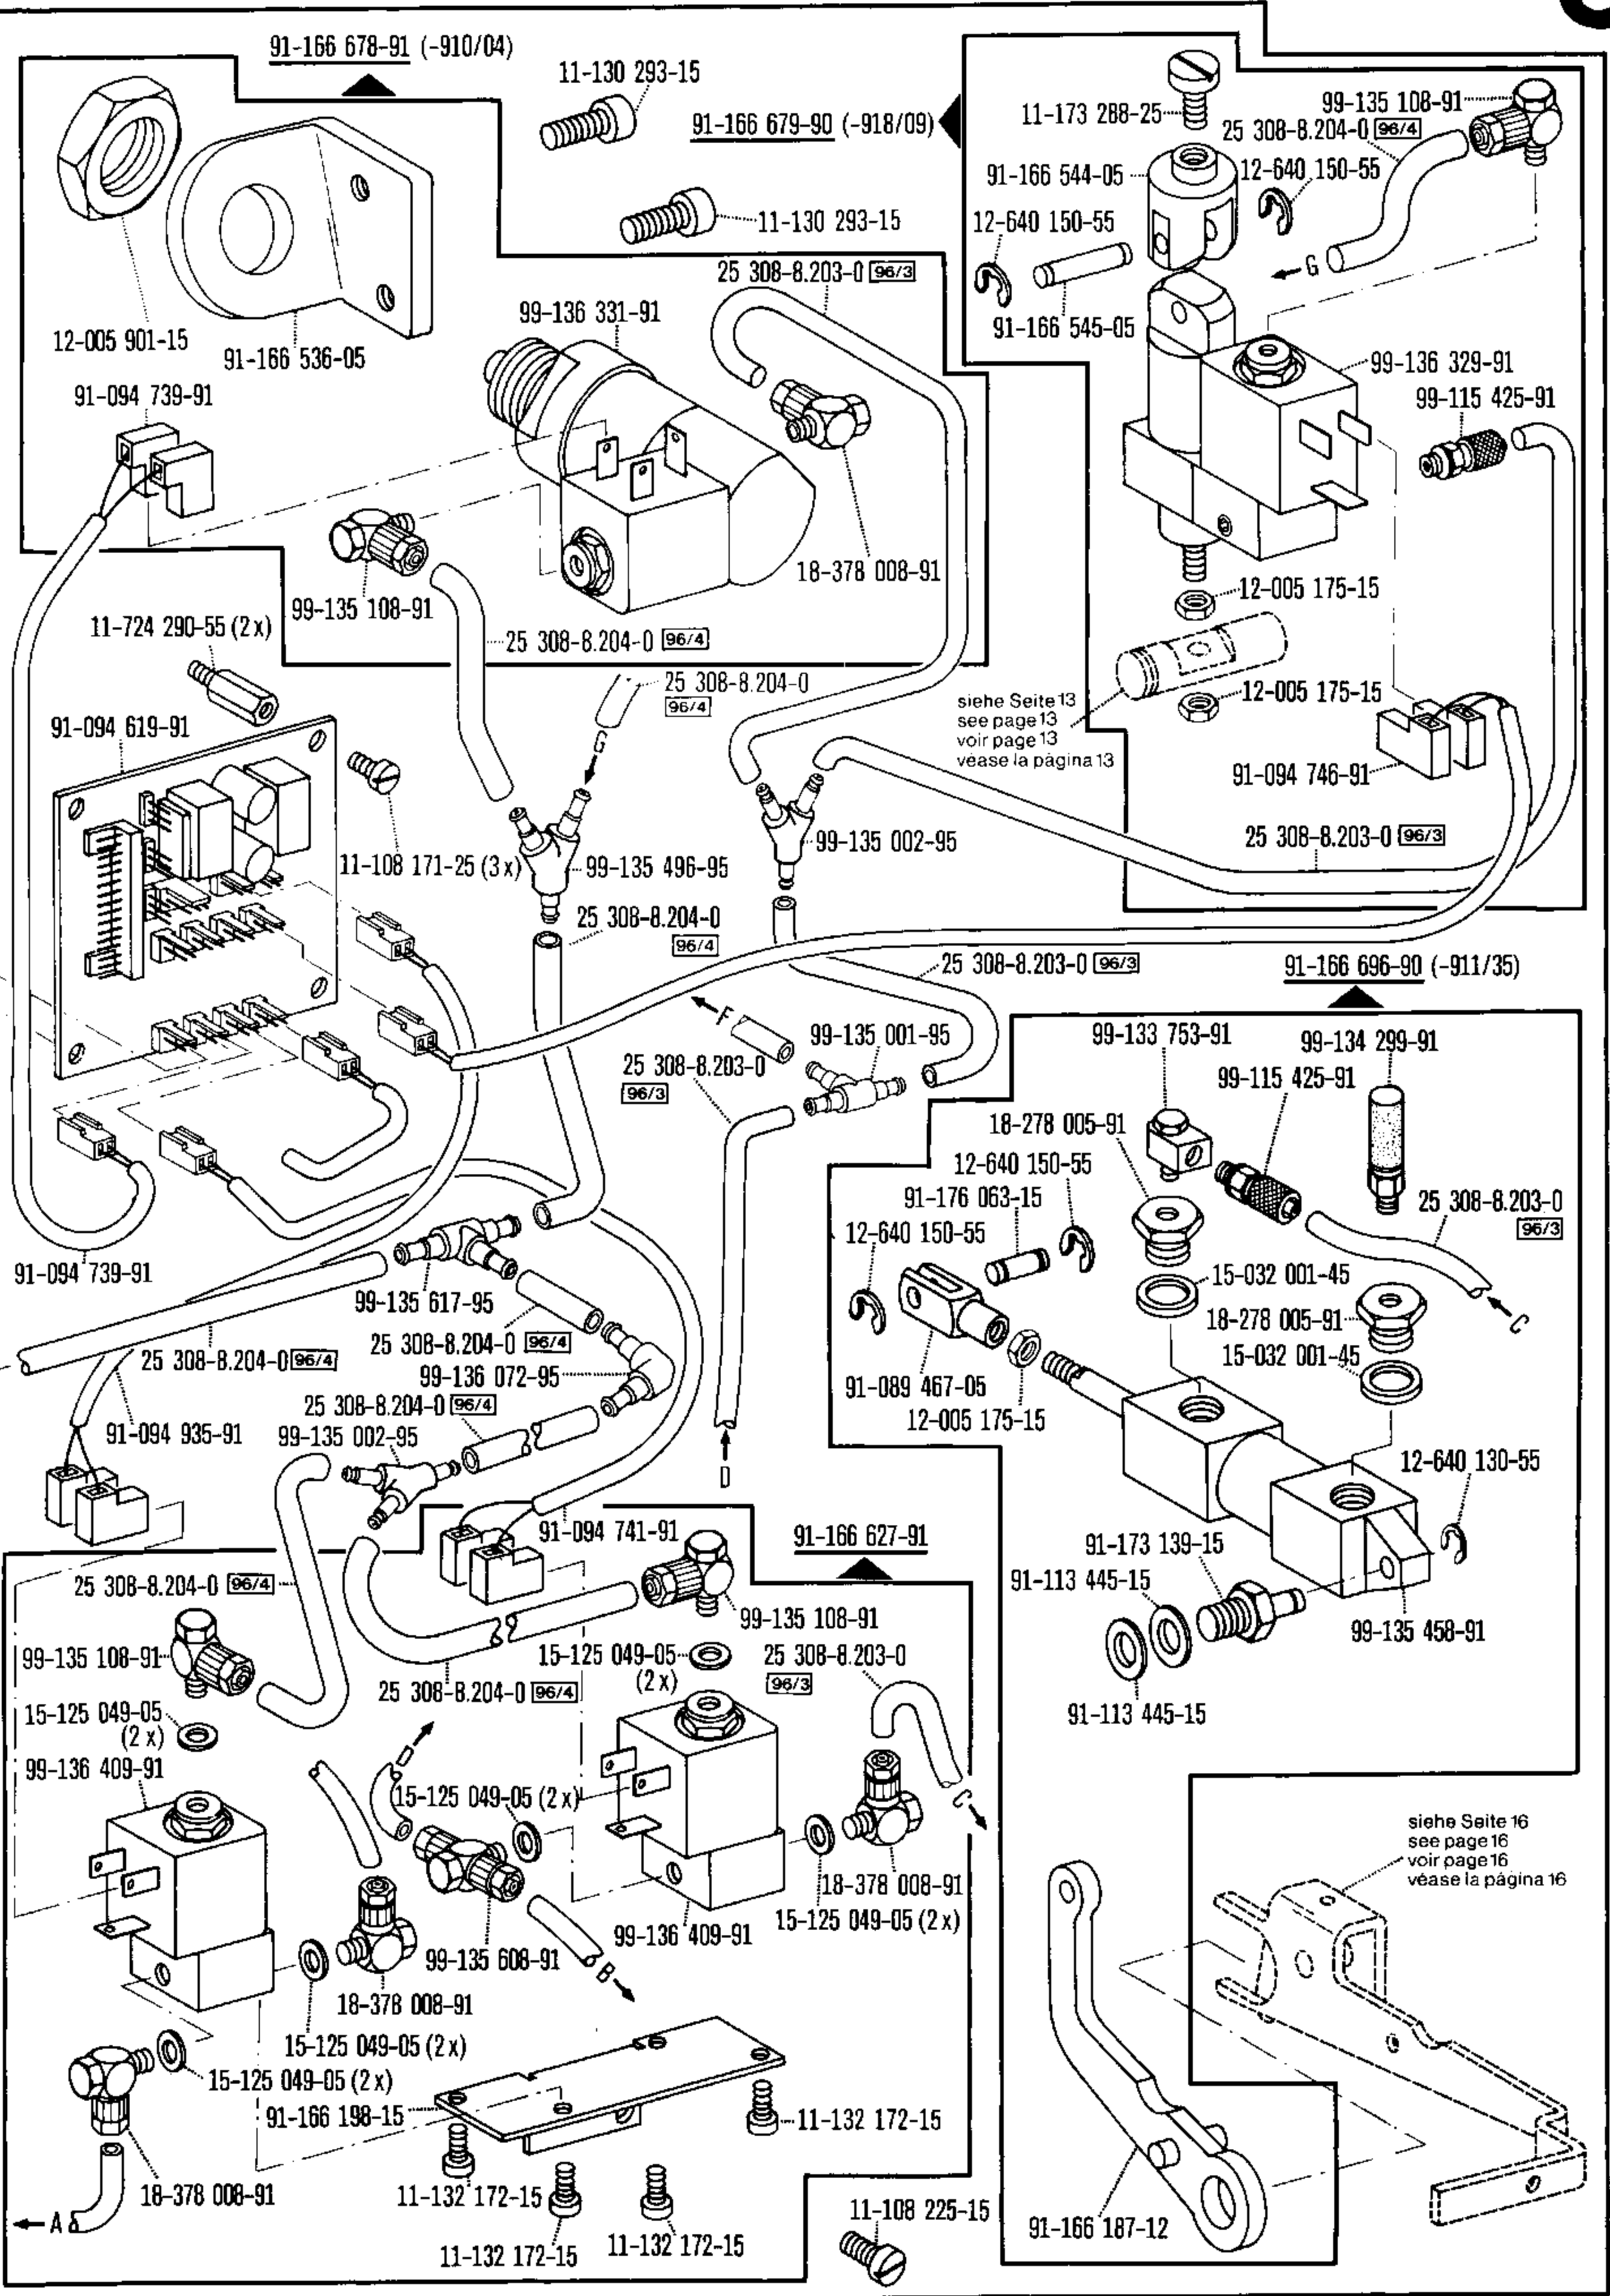 91-166 678-91 (-910/04)
11-130 293-15
91-166 679-90 (-918/09)
11-173 288-25
99-135 108-91
25 308-8.204-0 96/4
91-166 544-05
12-640 150-55
12-640 150-55
11-130 293-15
G
25 308-8.203-0 96/3
91-166 545-05
99-136 331-91
12-005 901-15
91-166 536-05
99-136 329-91
91-094 739-91
99-115 425-91
18-378 008-91
99-135 108-91
12-005 175-15
11-724 290-55 (2x)
25 308-8.204-0 96/4
25 308-8.204-0
96/4
12-005 175-15
siehe Seite 13
see page 13
voir page 13
véase la página 13
91-094 619-91
G
91-094 746-91
25 308-8.203-0 96/3
99-135 002-95
11-108 171-25 (3x)
99-135 496-95
25 308-8.204-0
96/4
25 308-8.203-0 96/3
91-166 696-90 (-911/35)
F
99-135 001-95
99-133 753-91
99-134 299-91
25 308-8.203-0
96/3
99-115 425-91
18-278 005-91
12-640 150-55
91-176 063-15
25 308-8.203-0
96/3
12-640 150-55
91-094 739-91
15-032 001-45
99-135 617-95
C
18-278 005-91
25 308-8.204-0 96/4
25 308-8.204-0 96/4
15-032 001-45
99-136 072-95
91-089 467-05
25 308-8.204-0 96/4
12-005 175-15
91-094 935-91
99-135 002-95
12-640 130-55
D
91-094 741-91
91-166 627-91
91-173 139-15
25 308-8.204-0 96/4
91-113 445-15
99-135 108-91
99-135 458-91
99-135 108-91
15-125 049-05
(2x)
25 308-8.203-0
96/3
25 308-8.204-0 96/4
91-113 445-15
15-125 049-05
(2x)
99-136 409-91
D
15-125 049-05 (2x)
C
siehe Seite 16
see page 16
voir page 16
véase la página 16
18-378 008-91
15-125 049-05 (2x)
99-136 409-91
99-135 608-91
B
18-378 008-91
15-125 049-05 (2x)
15-125 049-05 (2x)
91-166 198-15
11-132 172-15
18-378 008-91
11-132 172-15
A
11-108 225-15
91-166 187-12
11-132 172-15
11-132 172-15